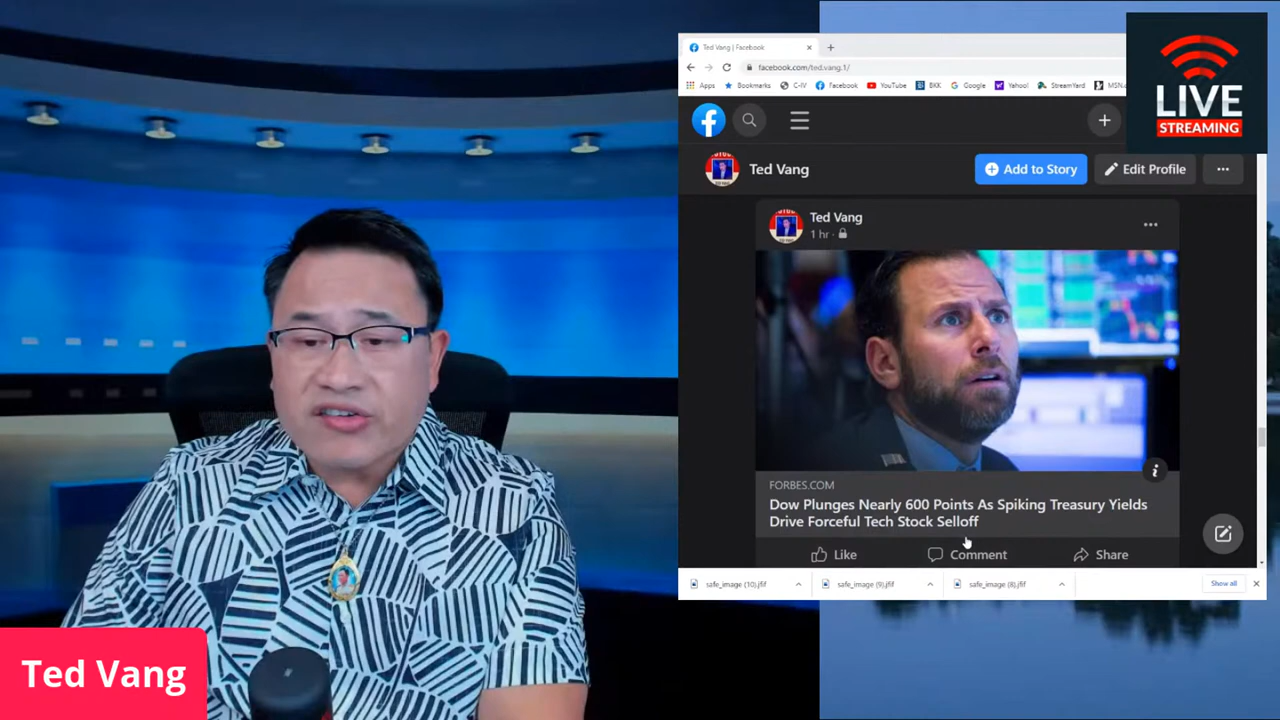 Ted Vang | Facebook
facebook.com/ted.vang.1/
Apps Bookmarks C-IV Facebook YouTube BKK Google Yahoo! StreamYard
LIVE
STREAMING
Ted Vang
Add to Story
Edit Profile
Ted Vang
1 hr
FORBES.COM
Dow Plunges Nearly 600 Points As Spiking Treasury Yields
Drive Forceful Tech Stock Selloff
Like
Comment
Share
safe_image (10).jfif
safe_image (9).jfif
safe_image (8).jfif
Show all
Ted Vang